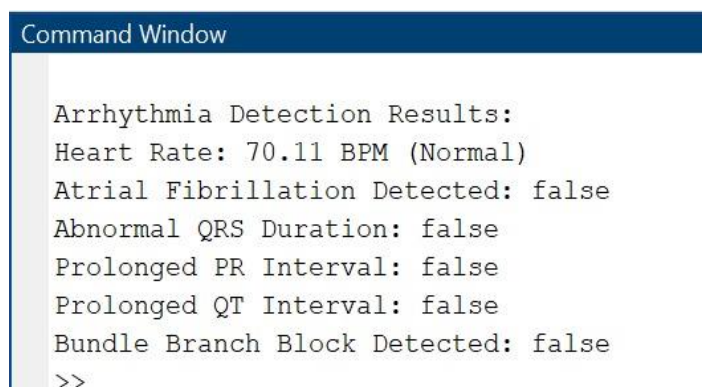 Command Window
Arrhythmia Detection Results:
Heart Rate: 70.11 BPM (Normal)
Atrial Fibrillation Detected: false
Abnormal QRS Duration: false
Prolonged PR Interval: false
Prolonged QT Interval: false
Bundle Branch Block Detected: false
>>